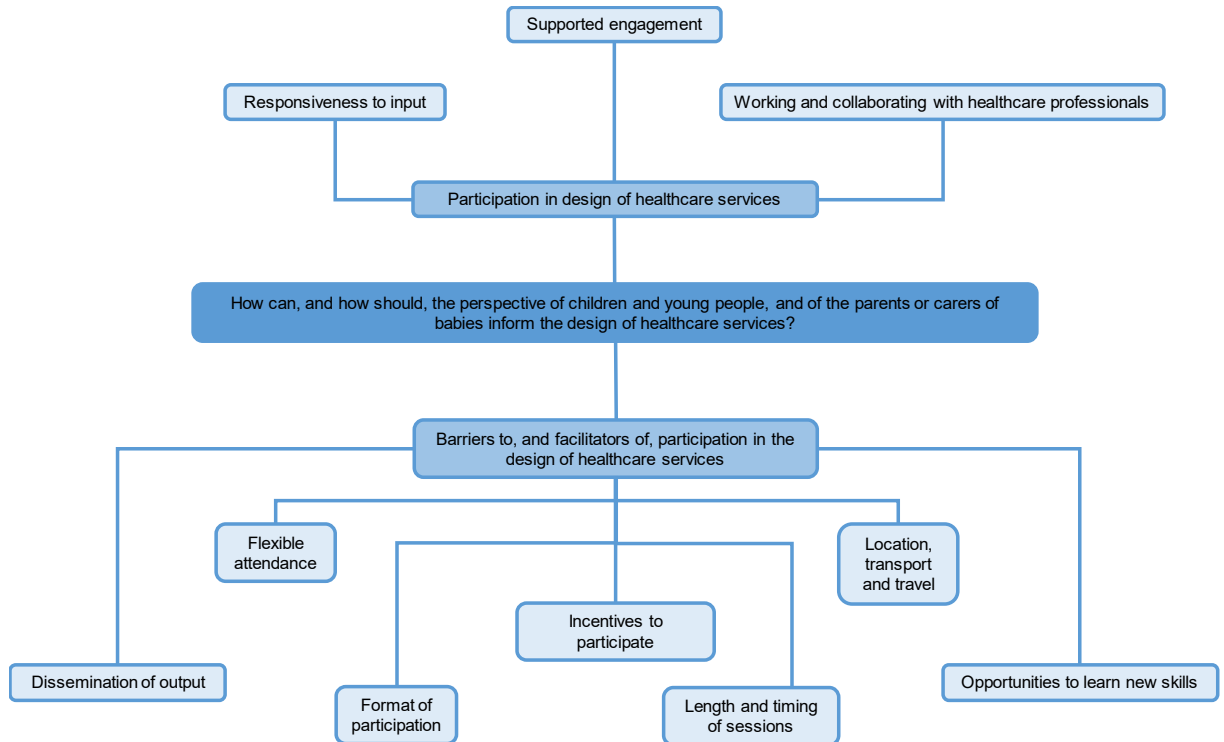 Supported engagement
Responsiveness to input
Working and collaborating with healthcare professionals
Participation in design of healthcare services
How can, and how should, the perspective of children and young people, and of the parents or carers of
babies inform the design of healthcare services?
Barriers to, and facilitators of, participation in the
design of healthcare services
Flexible
attendance
Location,
transport
and travel
Incentives to
participate
Dissemination of output
Opportunities to learn new skills
Format of
participation
Length and timing
of sessions